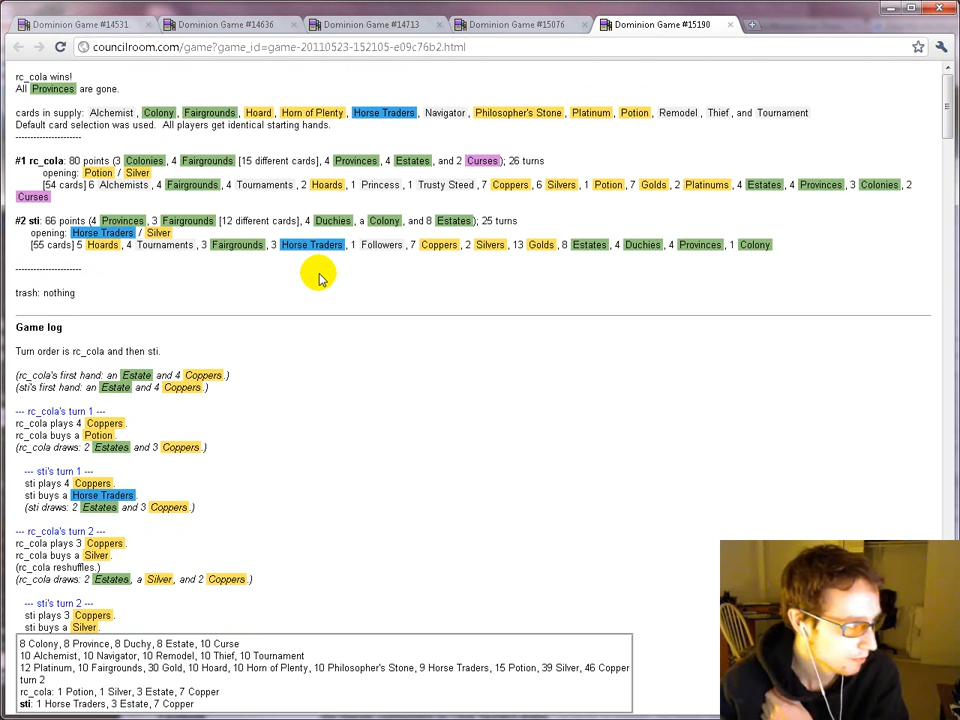 Dominion Game #14531
Dominion Game #14636
Dominion Game #14713
Dominion Game #15076
Dominion Game #15190
councilroom.com/game?game_id=game-20110523-152105-e09c76b2.html
rc_cola wins!
All Provinces are gone.
cards in supply: Alchemist , Colony, Fairgrounds, Hoard, Horn of Plenty, Horse Traders, Navigator, Philosopher's Stone, Platinum, Potion, Remodel, Thief, and Tournament
Default card selection was used. All players get identical starting hands.
----------------------
#1 rc_cola: 80 points (3 Colonies, 4 Fairgrounds [15 different cards], 4 Provinces, 4 Estates, and 2 Curses); 26 turns
opening: Potion / Silver
[54 cards] 6 Alchemists, 4 Fairgrounds, 4 Tournaments, 2 Hoards, 1 Princess, 1 Trusty Steed, 7 Coppers, 6 Silvers, 1 Potion, 7 Golds, 2 Platinums, 4 Estates, 4 Provinces, 3 Colonies, 2
Curses
#2 sti: 66 points (4 Provinces, 3 Fairgrounds [12 different cards], 4 Duchies, a Colony, and 8 Estates); 25 turns
opening: Horse Traders / Silver
[55 cards] 5 Hoards, 4 Tournaments, 3 Fairgrounds, 3 Horse Traders, 1 Followers, 7 Coppers, 2 Silvers, 13 Golds, 8 Estates, 4 Duchies, 4 Provinces, 1 Colony
----------------------
trash: nothing
Game log
Turn order is rc_cola and then sti.
(rc_cola's first hand: an Estate and 4 Coppers.)
(sti's first hand: an Estate and 4 Coppers.)
--- rc_cola's turn 1 ---
rc_cola plays 4 Coppers.
rc_cola buys a Potion.
(rc_cola draws: 2 Estates and 3 Coppers.)
--- sti's turn 1 ---
sti plays 4 Coppers.
sti buys a Horse Traders.
(sti draws: 2 Estates and 3 Coppers.)
--- rc_cola's turn 2 ---
rc_cola plays 3 Coppers.
rc_cola buys a Silver.
(rc_cola reshuffles.)
(rc_cola draws: 2 Estates, a Silver, and 2 Coppers.)
--- sti's turn 2 ---
sti plays 3 Coppers.
sti buys a Silver.
8 Colony, 8 Province, 8 Duchy, 8 Estate, 10 Curse
10 Alchemist, 10 Navigator, 10 Remodel, 10 Thief, 10 Tournament
12 Platinum, 10 Fairgrounds, 30 Gold, 10 Hoard, 10 Horn of Plenty, 10 Philosopher's Stone, 9 Horse Traders, 15 Potion, 39 Silver, 46 Copper
turn 2
rc_cola: 1 Potion, 1 Silver, 3 Estate, 7 Copper
sti: 1 Horse Traders, 3 Estate, 7 Copper